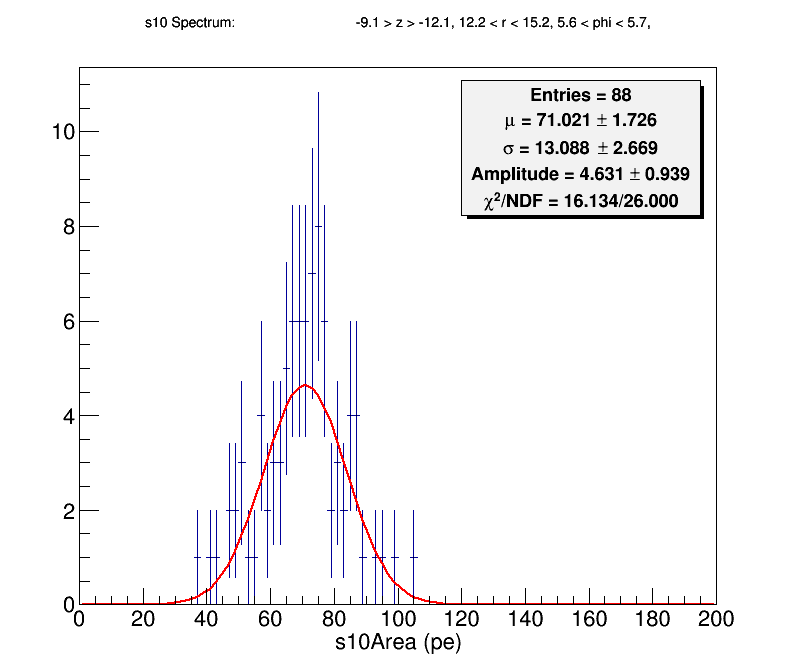 s10 Spectrum: -9.1 > z > -12.1, 12.2 < r < 15.2, 5.6 < phi < 5.7,
Entries = 88
μ = 71.021 ± 1.726
σ = 13.088 ± 2.669
Amplitude = 4.631 ± 0.939
χ²/NDF = 16.134/26.000
10
8
6
4
2
0
0 20 40 60 80 100 120 140 160 180 200
s10Area (pe)